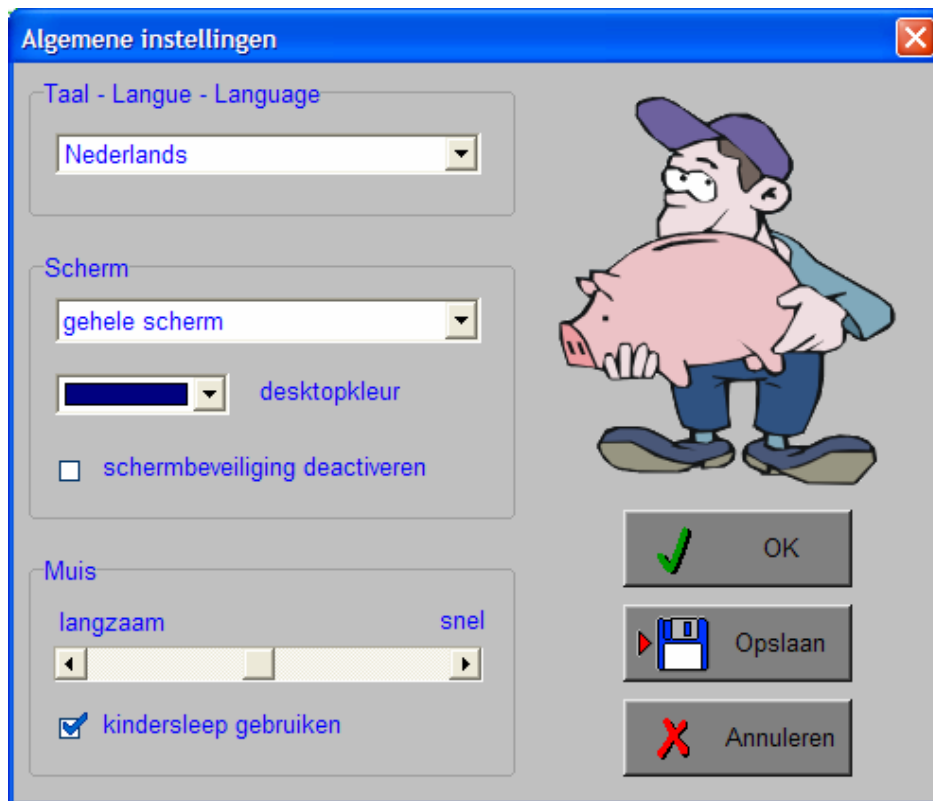 Algemene instellingen
Taal - Langue - Language
Nederlands
Scherm
gehele scherm
desktopkleur
schermbeveiliging deactiveren
Muis
langzaam
snel
kindersleep gebruiken
OK
Opslaan
Annuleren